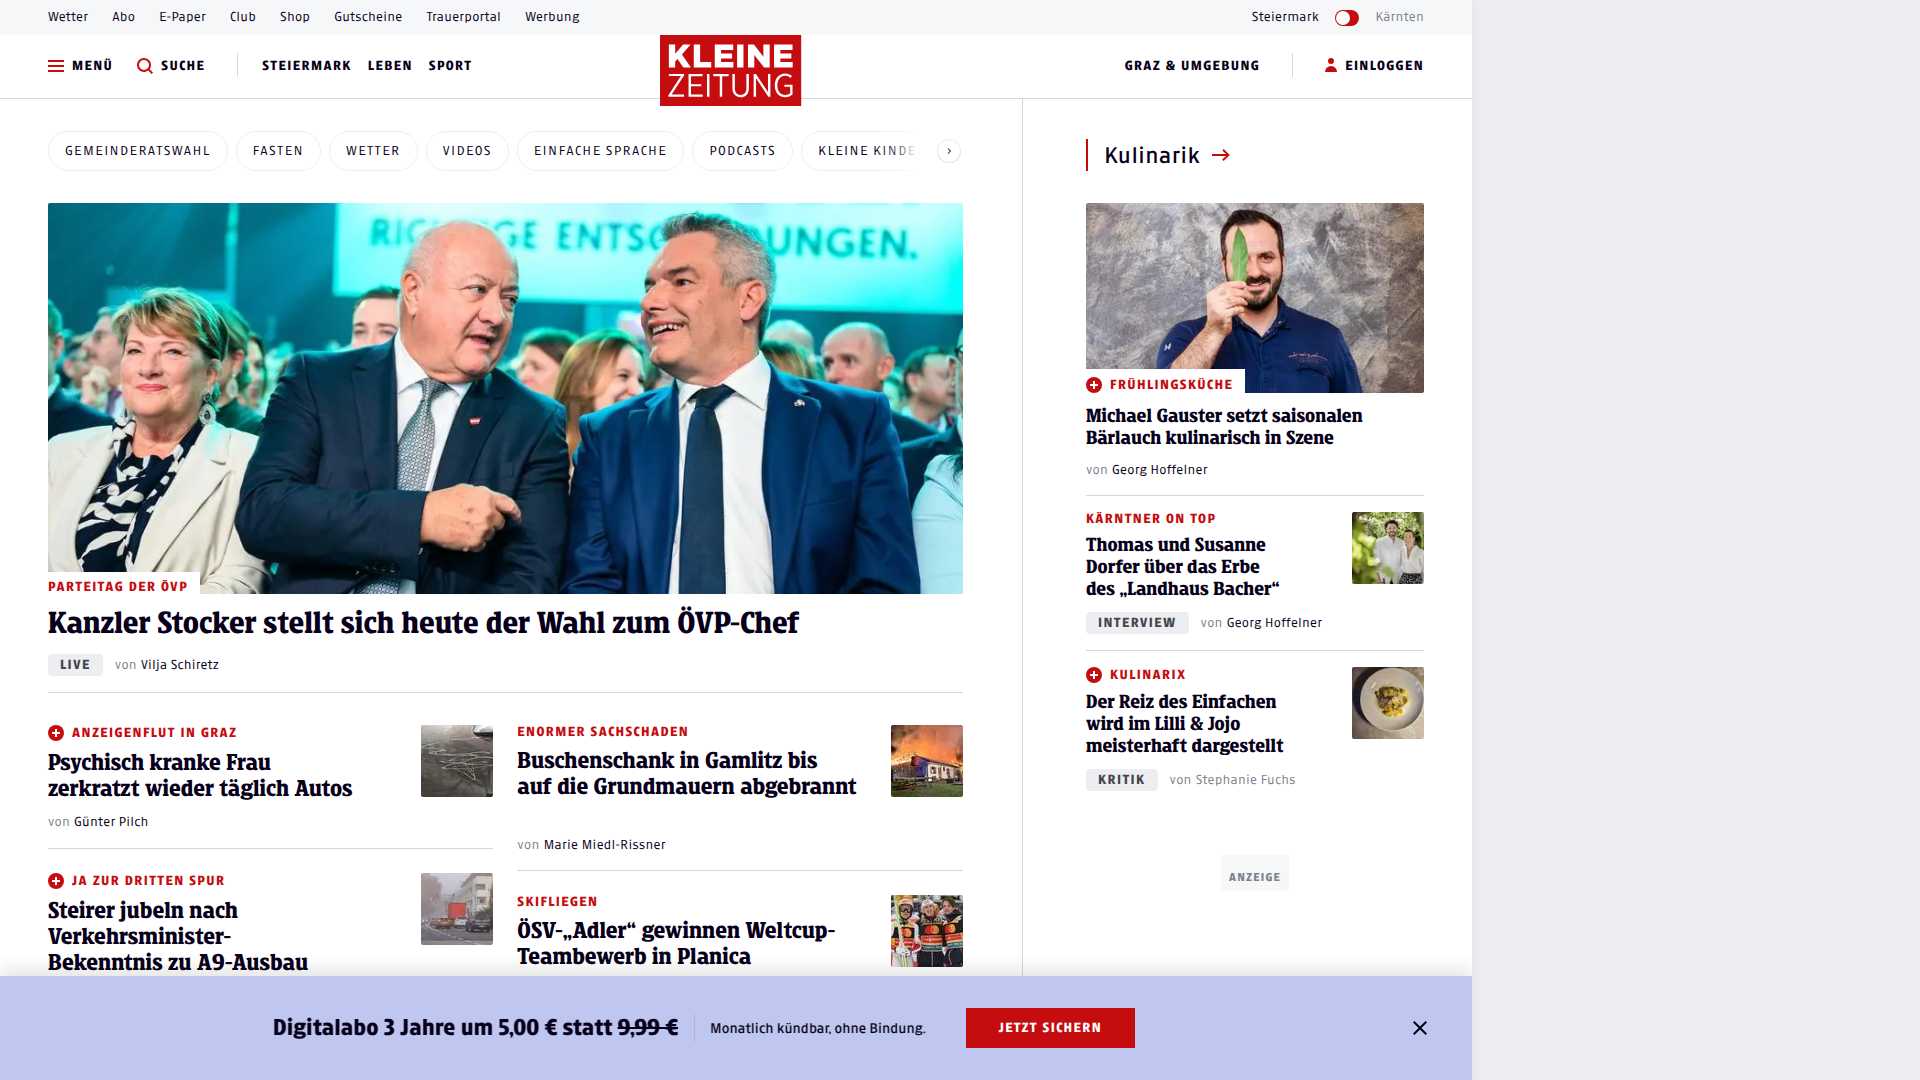 Wetter Abo E-Paper Club Shop Gutscheine Trauerportal Werbung Steiermark Kärnten
MENÜ SUCHE STEIERMARK LEBEN SPORT
KLEINE
ZEITUNG
GRAZ & UMGEBUNG EINLOGGEN
GEMEINDERATSWAHL FASTEN WETTER VIDEOS EINFACHE SPRACHE PODCASTS KLEINE KINDE
PARTEITAG DER ÖVP
Kanzler Stocker stellt sich heute der Wahl zum ÖVP-Chef
LIVE von Vilja Schiretz
ANZEIGENFLUT IN GRAZ
Psychisch kranke Frau
zerkratzt wieder täglich Autos
von Günter Pilch
JA ZUR DRITTEN SPUR
Steirer jubeln nach
Verkehrsminister-
Bekenntnis zu A9-Ausbau
ENORMER SACHSCHADEN
Buschenschank in Gamlitz bis
auf die Grundmauern abgebrannt
von Marie Miedl-Rissner
SKIFLIEGEN
ÖSV-„Adler“ gewinnen Weltcup-
Teambewerb in Planica
Kulinarik
FRÜHLINGSKÜCHE
Michael Gauster setzt saisonalen
Bärlauch kulinarisch in Szene
von Georg Hoffelner
KÄRNTNER ON TOP
Thomas und Susanne
Dorfer über das Erbe
des „Landhaus Bacher“
INTERVIEW von Georg Hoffelner
KULINARIX
Der Reiz des Einfachen
wird im Lilli & Jojo
meisterhaft dargestellt
KRITIK von Stephanie Fuchs
ANZEIGE
Digitalabo 3 Jahre um 5,00 € statt 9,99 € Monatlich kündbar, ohne Bindung. JETZT SICHERN